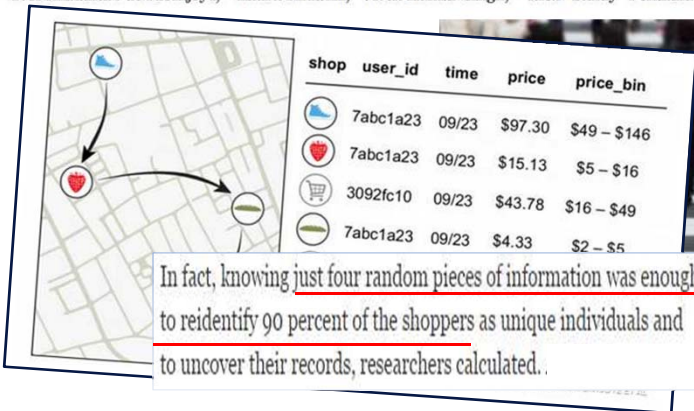 shop user_id time price price_bin
7abc1a23 09/23 $97.30 $49 – $146
7abc1a23 09/23 $15.13 $5 – $16
3092fc10 09/23 $43.78 $16 – $49
7abc1a23 09/23 $4.33 $2 – $5
In fact, knowing just four random pieces of information was enough
to reidentify 90 percent of the shoppers as unique individuals and
to uncover their records, researchers calculated. .